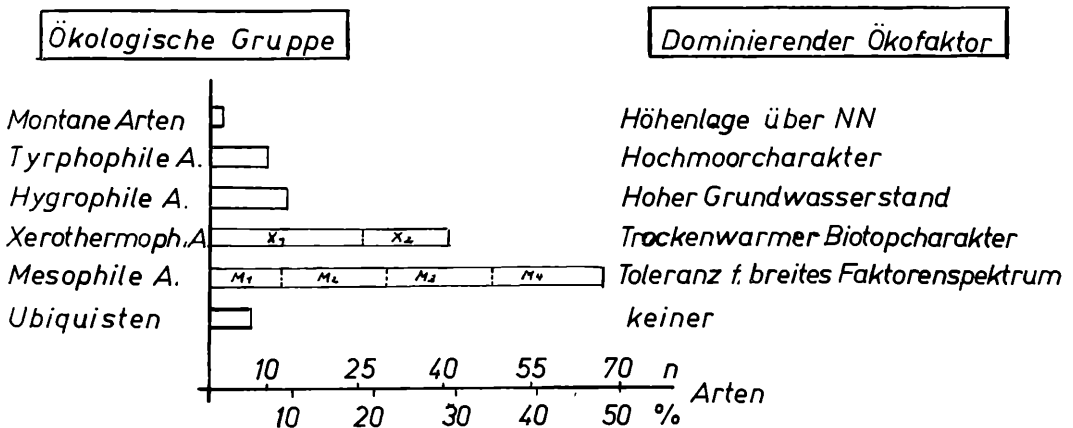 Ökologische Gruppe Dominierender Ökofaktor
Montane Arten Höhenlage über NN
Tyrphophile A. Hochmoorcharakter
Hygrophile A. Hoher Grundwasserstand
Xerothermoph. A. X1 X2 Trockenwarmer Biotopcharakter
Mesophile A. M1 M2 M3 M4 Toleranz f. breites Faktorenspektrum
Ubiquisten keiner
10 25 40 55 70 n
Arten
10 20 30 40 50 %